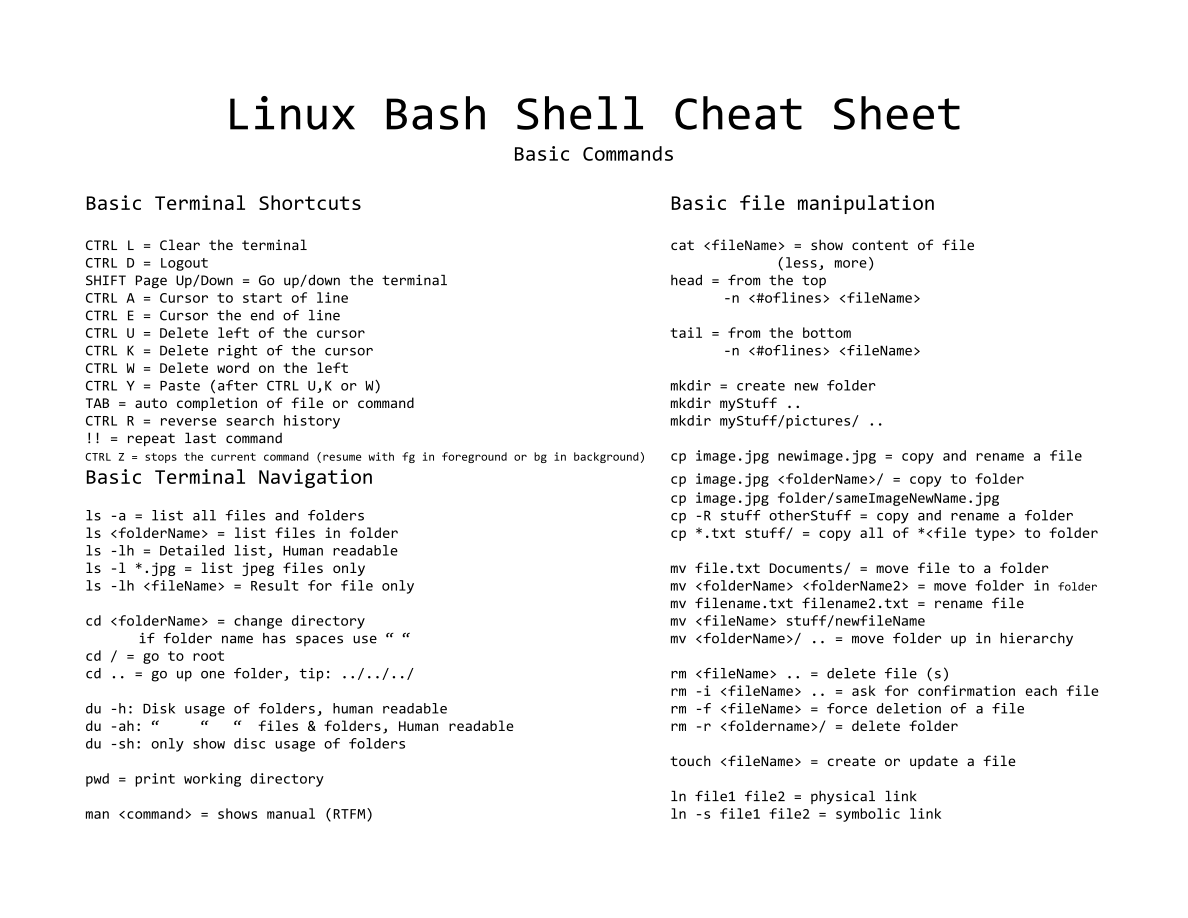 Linux Bash Shell Cheat Sheet
Basic Commands
Basic Terminal Shortcuts
CTRL L = Clear the terminal
CTRL D = Logout
SHIFT Page Up/Down = Go up/down the terminal
CTRL A = Cursor to start of line
CTRL E = Cursor the end of line
CTRL U = Delete left of the cursor
CTRL K = Delete right of the cursor
CTRL W = Delete word on the left
CTRL Y = Paste (after CTRL U,K or W)
TAB = auto completion of file or command
CTRL R = reverse search history
!! = repeat last command
CTRL Z = stops the current command (resume with fg in foreground or bg in background)
Basic Terminal Navigation
ls -a = list all files and folders
ls <folderName> = list files in folder
ls -lh = Detailed list, Human readable
ls -l *.jpg = list jpeg files only
ls -lh <fileName> = Result for file only
cd <folderName> = change directory
if folder name has spaces use “ “
cd / = go to root
cd .. = go up one folder, tip: ../../../
du -h: Disk usage of folders, human readable
du -ah: “ “ “ files & folders, Human readable
du -sh: only show disc usage of folders
pwd = print working directory
man <command> = shows manual (RTFM)
Basic file manipulation
cat <fileName> = show content of file
(less, more)
head = from the top
-n <#oflines> <fileName>
tail = from the bottom
-n <#oflines> <fileName>
mkdir = create new folder
mkdir myStuff ..
mkdir myStuff/pictures/ ..
cp image.jpg newimage.jpg = copy and rename a file
cp image.jpg <folderName>/ = copy to folder
cp image.jpg folder/sameImageNewName.jpg
cp -R stuff otherStuff = copy and rename a folder
cp *.txt stuff/ = copy all of *<file type> to folder
mv file.txt Documents/ = move file to a folder
mv <folderName> <folderName2> = move folder in folder
mv filename.txt filename2.txt = rename file
mv <fileName> stuff/newfileName
mv <folderName>/ .. = move folder up in hierarchy
rm <fileName> .. = delete file (s)
rm -i <fileName> .. = ask for confirmation each file
rm -f <fileName> = force deletion of a file
rm -r <foldername>/ = delete folder
touch <fileName> = create or update a file
ln file1 file2 = physical link
ln -s file1 file2 = symbolic link